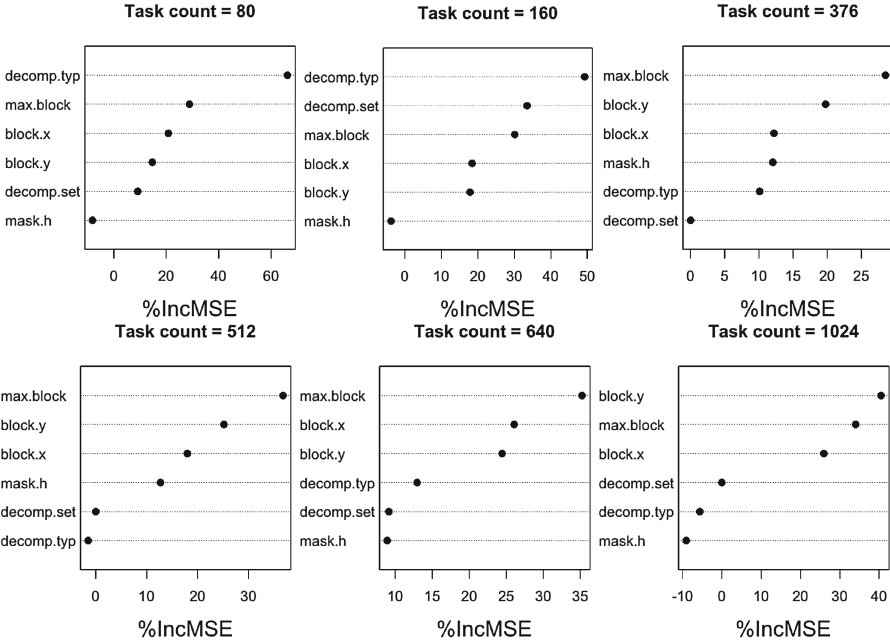 Task count = 80
decomp.typ
max.block
block.x
block.y
decomp.set
mask.h
0 20 40 60
%IncMSE
Task count = 160
decomp.typ
decomp.set
max.block
block.x
block.y
mask.h
0 10 20 30 40 50
%IncMSE
Task count = 376
max.block
block.y
block.x
mask.h
decomp.typ
decomp.set
0 5 10 15 20 25
%IncMSE
Task count = 512
max.block
block.y
block.x
mask.h
decomp.set
decomp.typ
0 10 20 30
%IncMSE
Task count = 640
max.block
block.x
block.y
decomp.typ
decomp.set
mask.h
10 15 20 25 30 35
%IncMSE
Task count = 1024
block.y
max.block
block.x
decomp.set
decomp.typ
mask.h
-10 0 10 20 30 40
%IncMSE